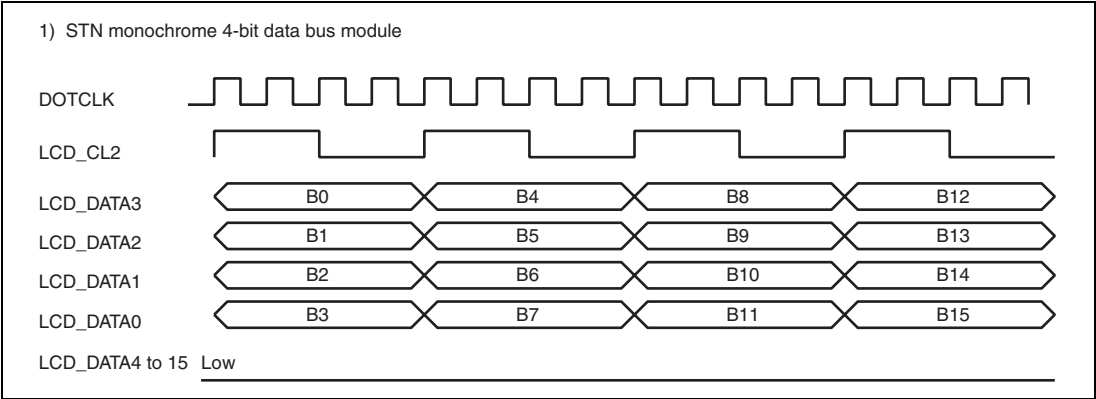 1) STN monochrome 4-bit data bus module
DOTCLK
LCD_CL2
LCD_DATA3 B0 B4 B8 B12
LCD_DATA2 B1 B5 B9 B13
LCD_DATA1 B2 B6 B10 B14
LCD_DATA0 B3 B7 B11 B15
LCD_DATA4 to 15 Low